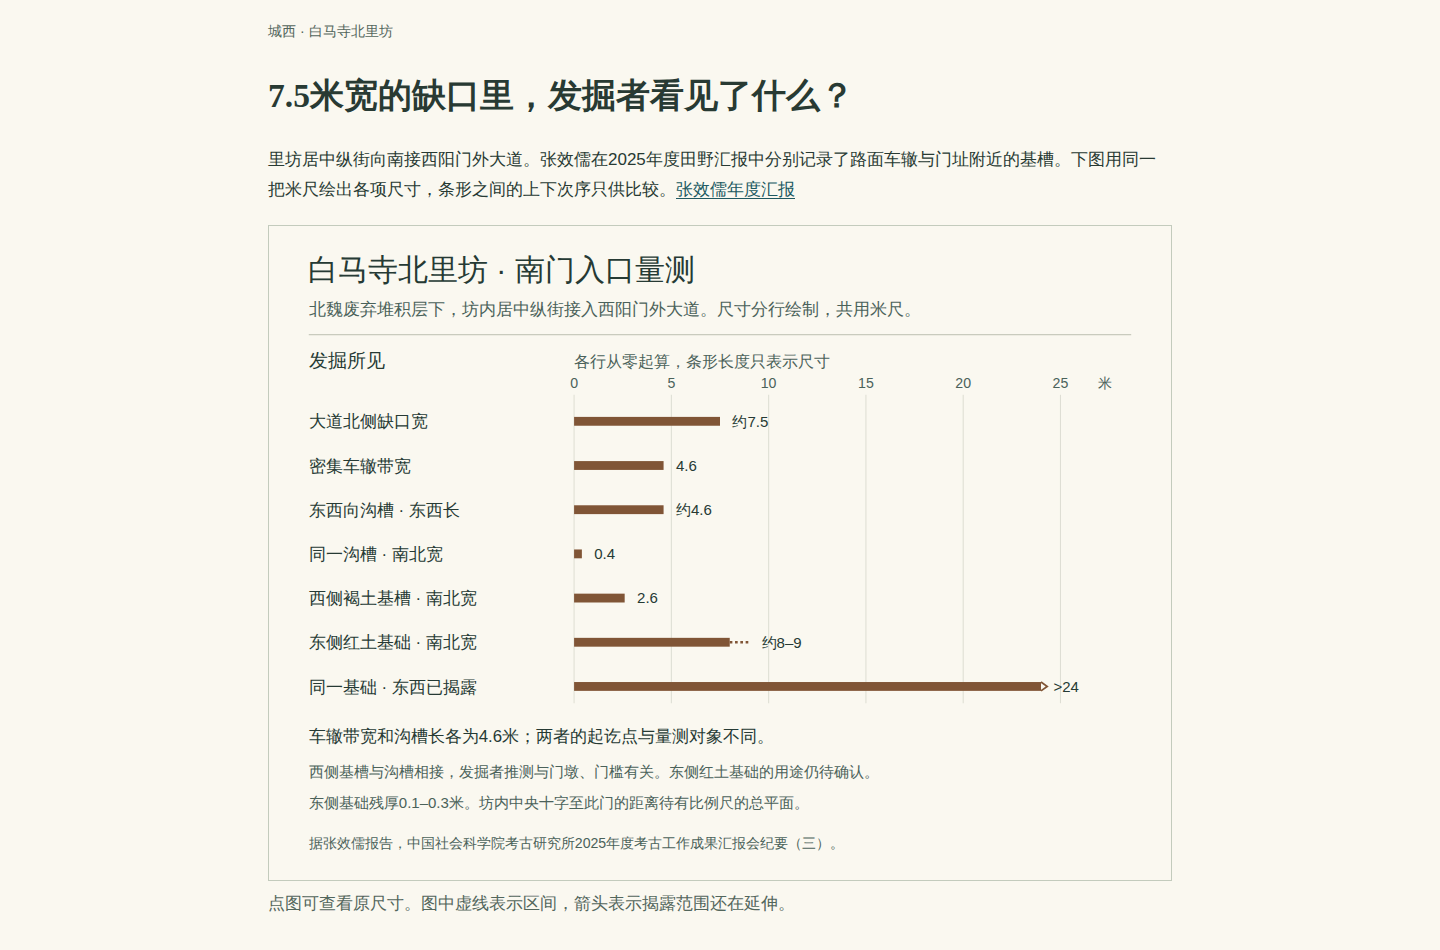 城西 · 白马寺北里坊
7.5米宽的缺口里，发掘者看见了什么？
里坊居中纵街向南接西阳门外大道。张效儒在2025年度田野汇报中分别记录了路面车辙与门址附近的基槽。下图用同一
把米尺绘出各项尺寸，条形之间的上下次序只供比较。张效儒年度汇报
白马寺北里坊 · 南门入口量测
北魏废弃堆积层下，坊内居中纵街接入西阳门外大道。尺寸分行绘制，共用米尺。
发掘所见
各行从零起算，条形长度只表示尺寸
0 5 10 15 20 25 米
大道北侧缺口宽 约7.5
密集车辙带宽 4.6
东西向沟槽 · 东西长 约4.6
同一沟槽 · 南北宽 0.4
西侧褐土基槽 · 南北宽 2.6
东侧红土基础 · 南北宽 约8–9
同一基础 · 东西已揭露 >24
车辙带宽和沟槽长各为4.6米；两者的起讫点与量测对象不同。
西侧基槽与沟槽相接，发掘者推测与门墩、门槛有关。东侧红土基础的用途仍待确认。
东侧基础残厚0.1–0.3米。坊内中央十字至此门的距离待有比例尺的总平面。
据张效儒报告，中国社会科学院考古研究所2025年度考古工作成果汇报会纪要（三）。
点图可查看原尺寸。图中虚线表示区间，箭头表示揭露范围还在延伸。